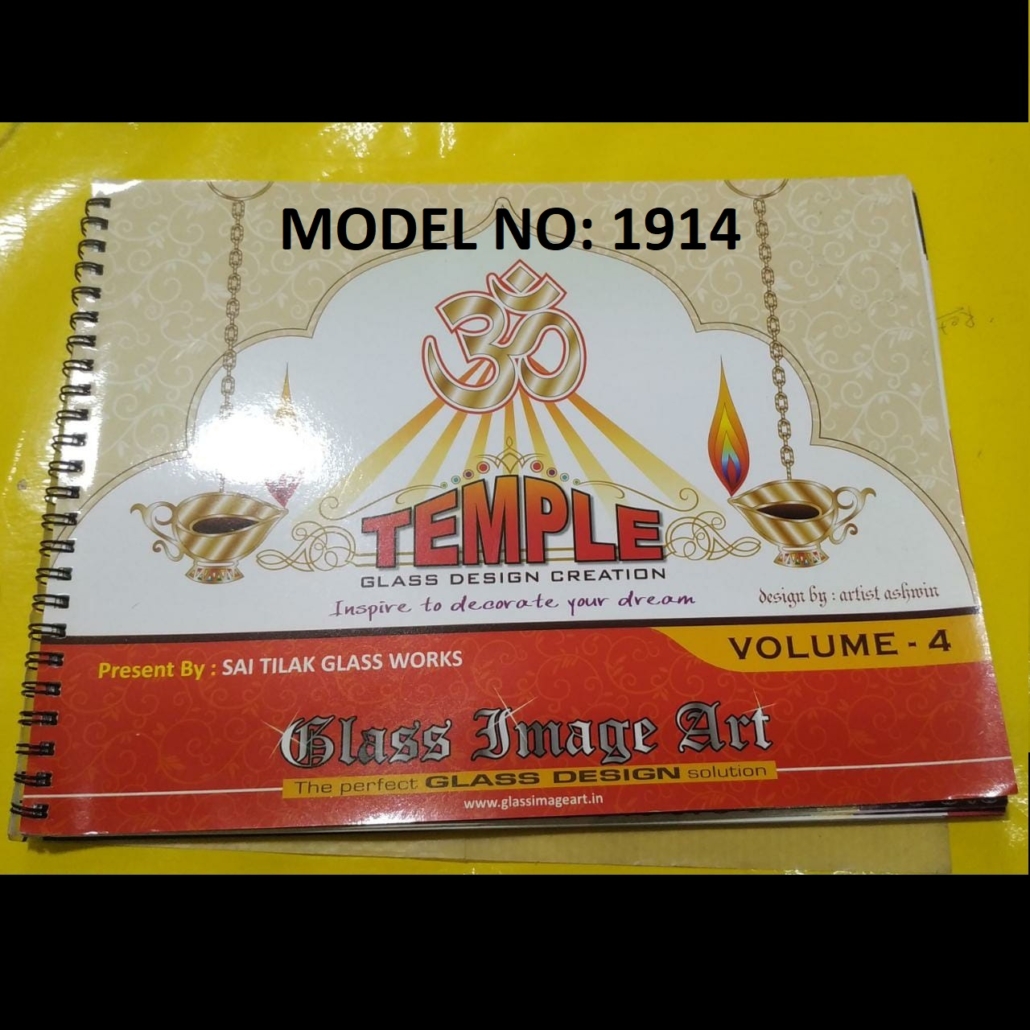 MODEL NO: 1914
ॐ
TEMPLE
GLASS DESIGN CREATION
Inspire to decorate your dream
design by : artist ashwin
VOLUME - 4
Present By : SAI TILAK GLASS WORKS
Glass Image Art
The perfect GLASS DESIGN solution
www.glassimageart.in